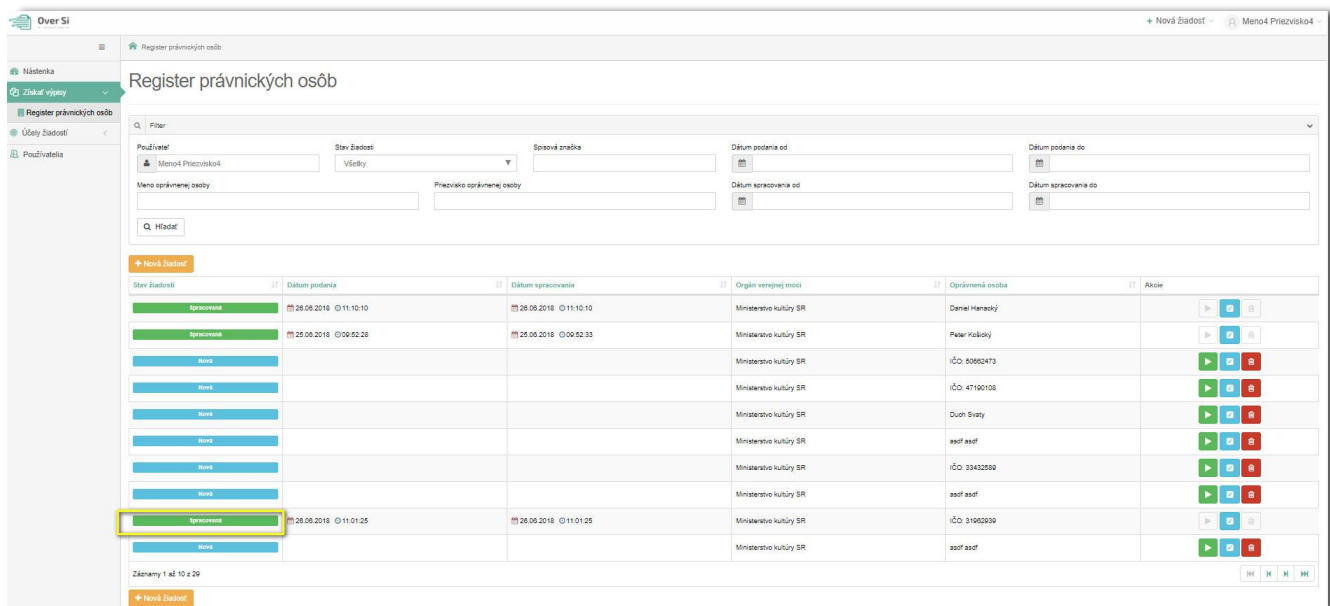 Over Si
+ Nová žiadosť
Meno4 Priezvisko4
Register právnických osôb
Nástenka
Získať výpisy
Register právnických osôb
Účely žiadostí
Používatelia
Register právnických osôb
Filter
Používateľ Stav žiadosti Spisová značka Dátum podania od Dátum podania do
Meno4 Priezvisko4 Všetky
Meno oprávnenej osoby Priezvisko oprávnenej osoby Dátum spracovania od Dátum spracovania do
Hľadať
+ Nová žiadosť
Stav žiadosti Dátum podania Dátum spracovania Orgán verejnej moci Oprávnená osoba Akcie
Spracovaná 26.06.2018 11:10:10 26.06.2018 11:10:10 Ministerstvo kultúry SR Daniel Hanacký
Spracovaná 25.06.2018 09:52:28 25.06.2018 09:52:33 Ministerstvo kultúry SR Peter Košický
Nová Ministerstvo kultúry SR IČO: 50662473
Nová Ministerstvo kultúry SR IČO: 47190108
Nová Ministerstvo kultúry SR Duch Svaty
Nová Ministerstvo kultúry SR asdf asdf
Nová Ministerstvo kultúry SR IČO: 33432589
Nová Ministerstvo kultúry SR asdf asdf
Spracovaná 26.06.2018 11:01:25 26.06.2018 11:01:25 Ministerstvo kultúry SR IČO: 31962939
Nová Ministerstvo kultúry SR asdf asdf
Záznamy 1 až 10 z 29
+ Nová žiadosť